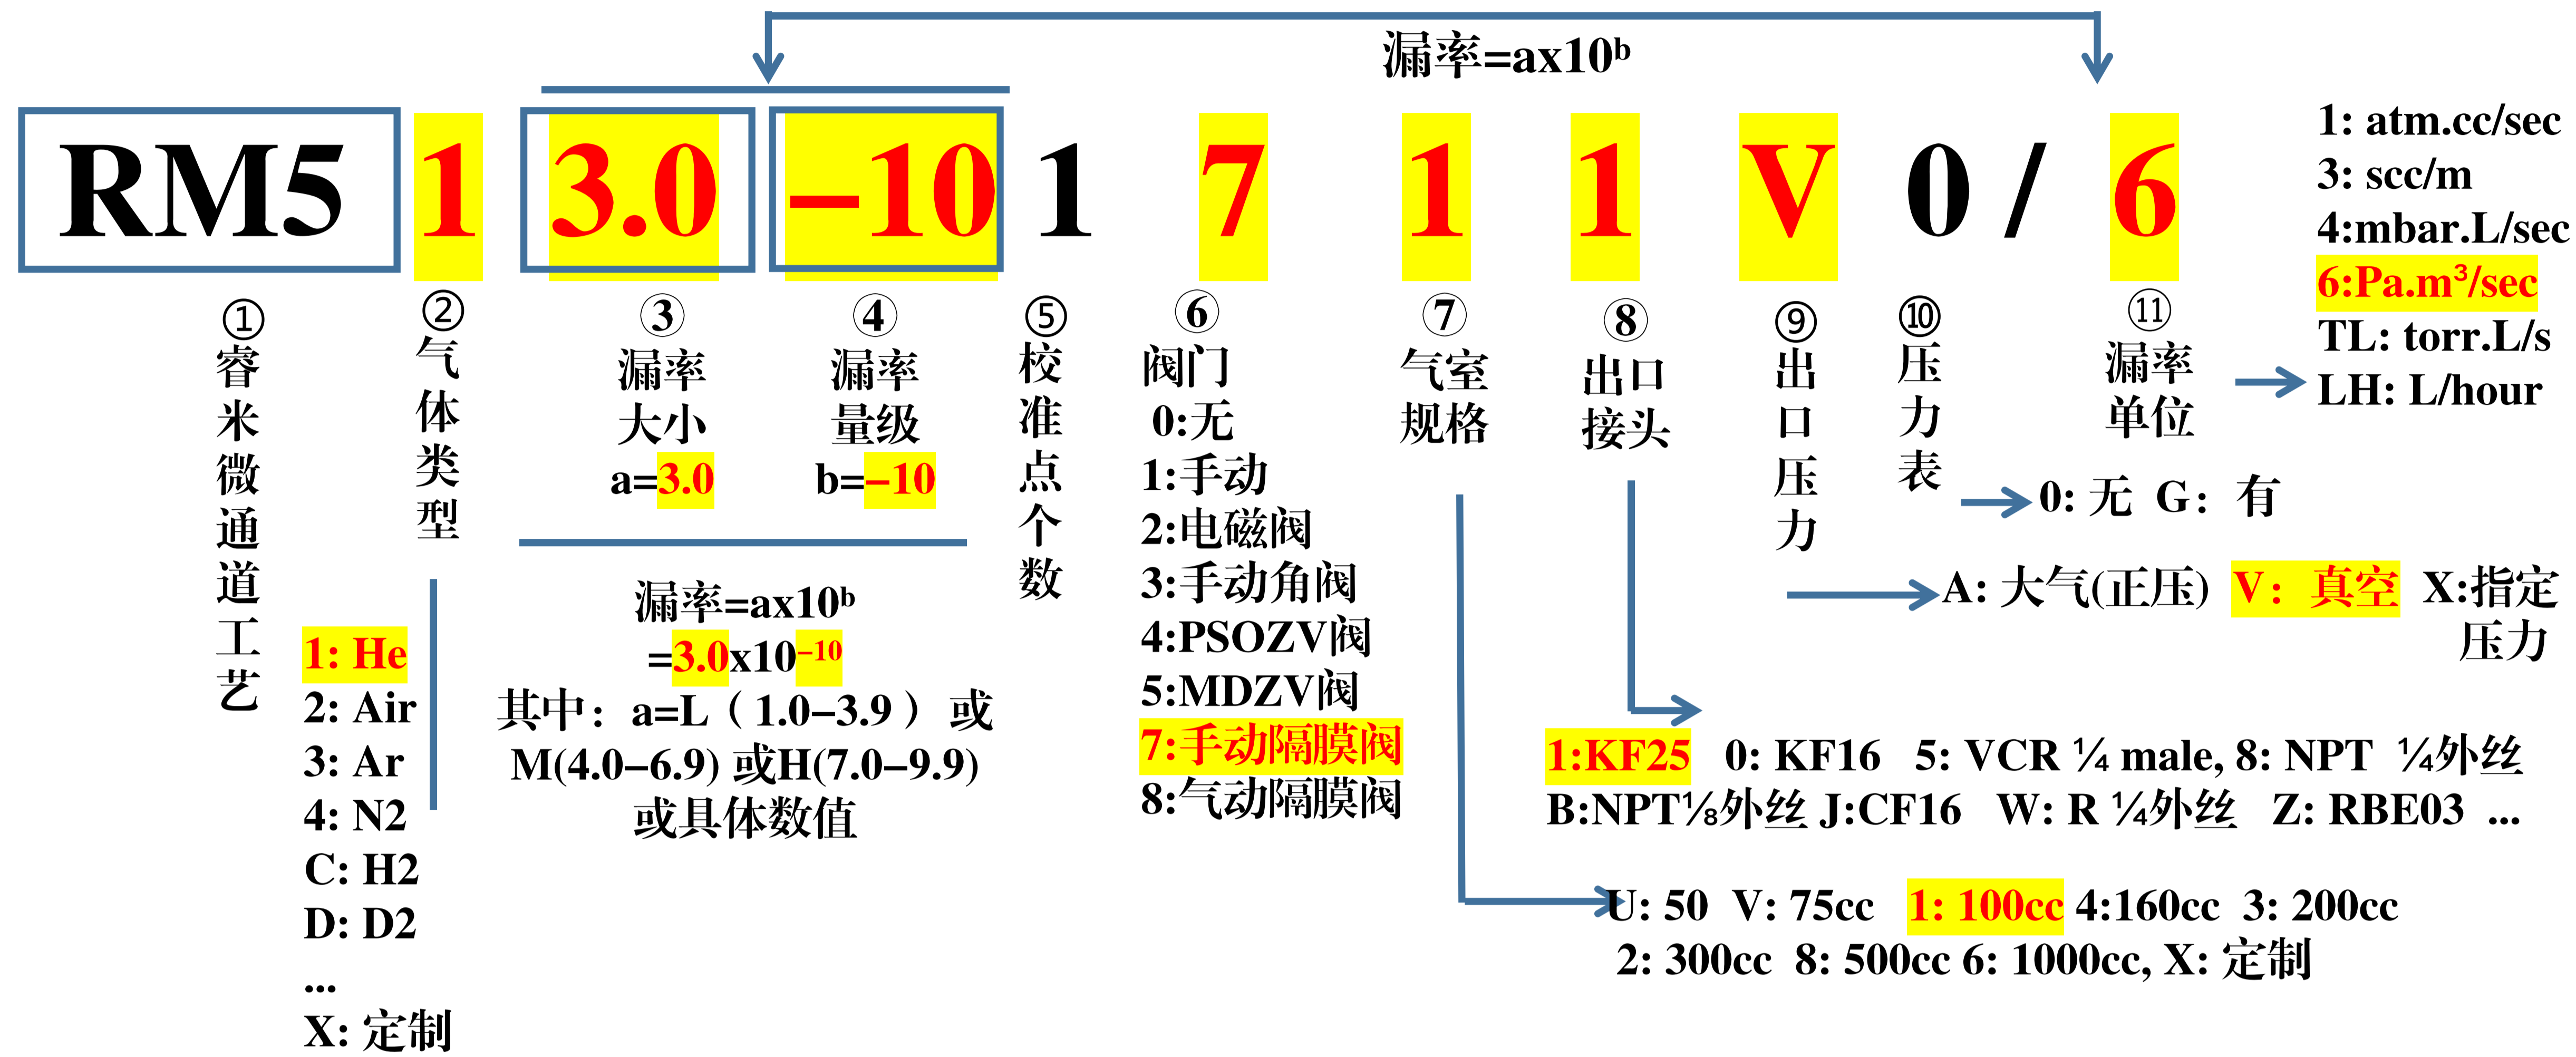 漏率=ax10ᵇ
RM5 1 3.0 –10 1 7 1 1 V 0 / 6
① 睿米微通道工艺
② 气体类型
1: He
2: Air
3: Ar
4: N2
C: H2
D: D2
...
X: 定制
③
漏率
大小
a=3.0
④
漏率
量级
b=–10
漏率=ax10ᵇ
=3.0x10⁻¹⁰
其中：a=L（1.0–3.9）或
M(4.0–6.9) 或H(7.0–9.9)
或具体数值
⑤ 校准点个数
⑥
阀门
0:无
1:手动
2:电磁阀
3:手动角阀
4:PSOZV阀
5:MDZV阀
7:手动隔膜阀
8:气动隔膜阀
⑦
气室
规格
U: 50 V: 75cc 1: 100cc 4:160cc 3: 200cc
2: 300cc 8: 500cc 6: 1000cc, X: 定制
⑧
出口
接头
1:KF25 0: KF16 5: VCR ¼ male, 8: NPT ¼外丝
B:NPT⅛外丝 J:CF16 W: R ¼外丝 Z: RBE03 ...
⑨ 出口压力
A: 大气(正压) V：真空 X:指定
压力
⑩ 压力表
0: 无 G：有
⑪
漏率
单位
1: atm.cc/sec
3: scc/m
4:mbar.L/sec
6:Pa.m³/sec
TL: torr.L/s
LH: L/hour